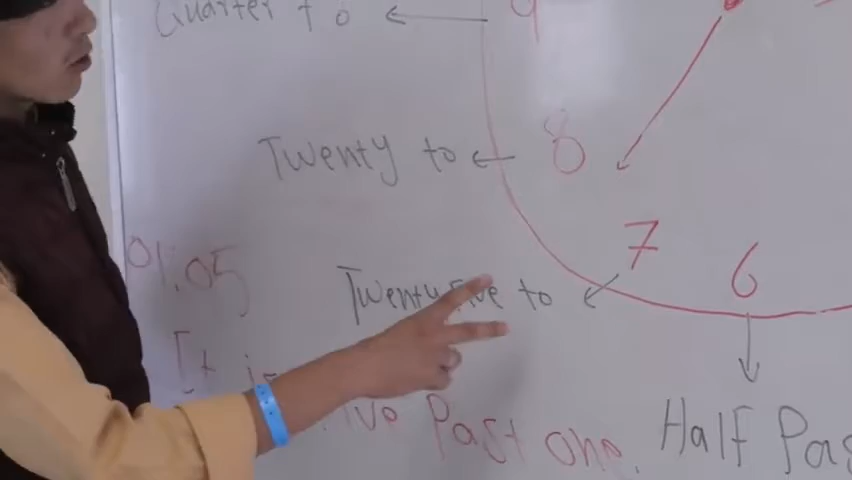 Quarter to
9
Twenty to
8
7
6
01:05
Twenty Five to
It is
Five Past one.
Half Pas